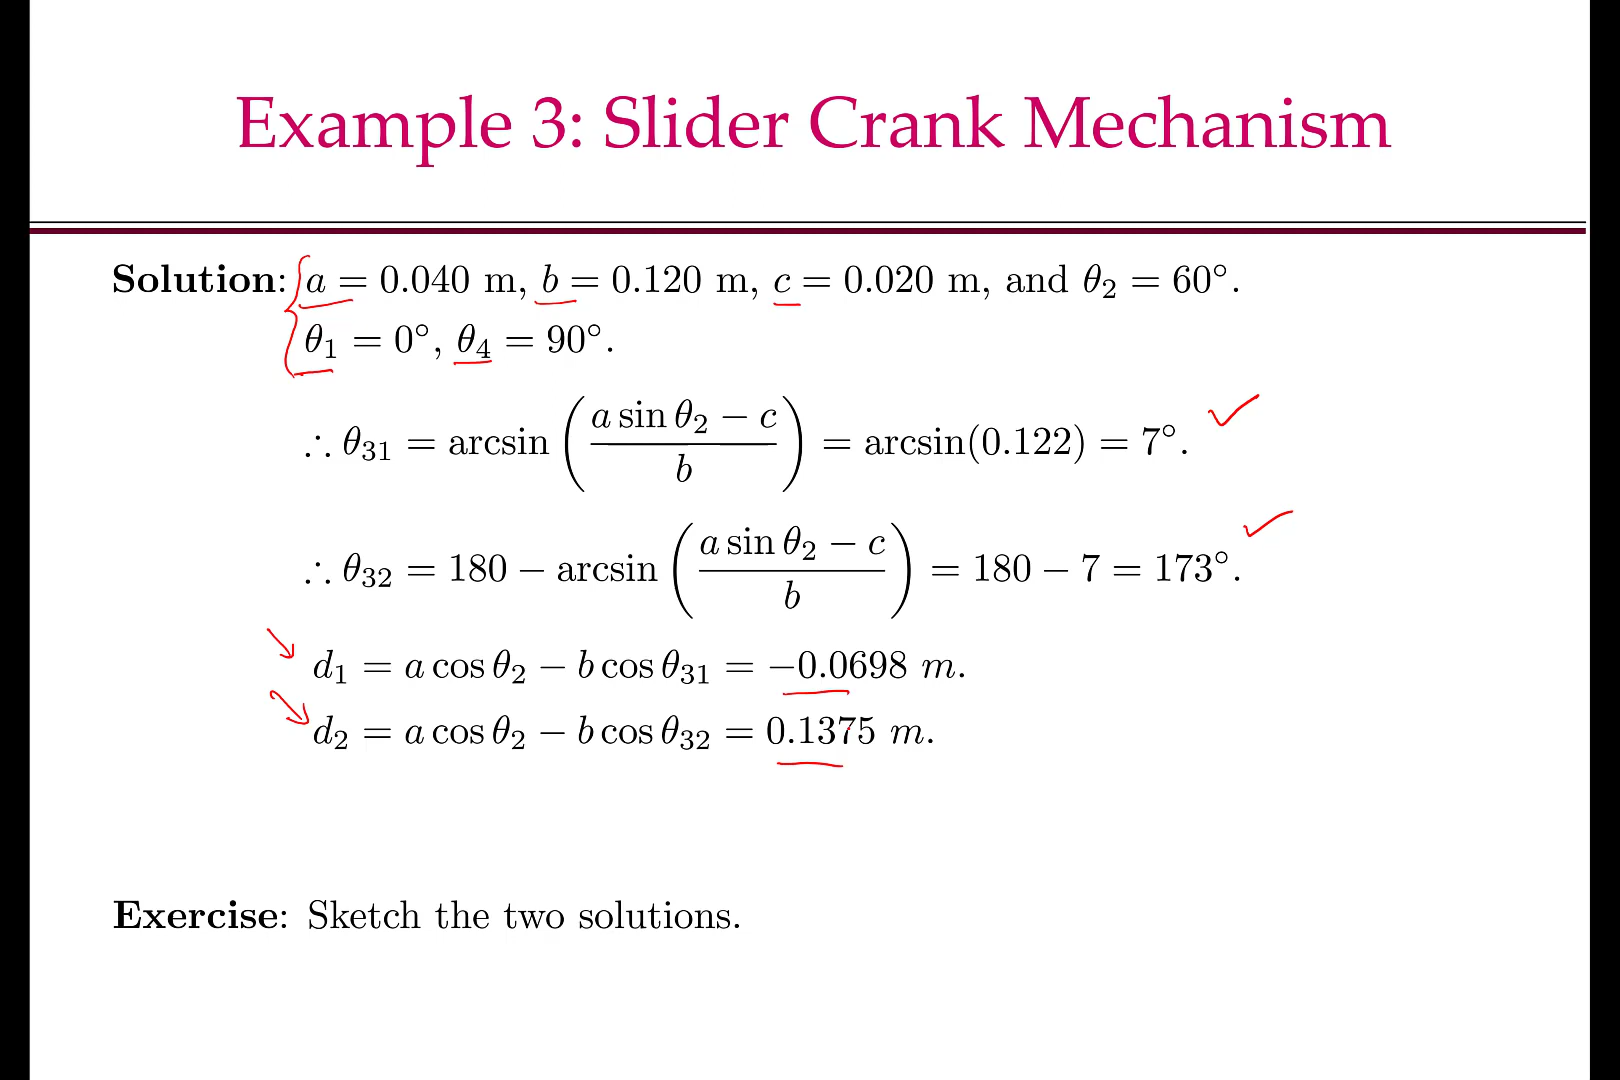 Example 3: Slider Crank Mechanism
Solution: a = 0.040 m, b = 0.120 m, c = 0.020 m, and θ₂ = 60°.
θ₁ = 0°, θ₄ = 90°.
∴ θ₃₁ = arcsin((a sin θ₂ − c)/b) = arcsin(0.122) = 7°.
∴ θ₃₂ = 180 − arcsin((a sin θ₂ − c)/b) = 180 − 7 = 173°.
d₁ = a cos θ₂ − b cos θ₃₁ = −0.0698 m.
d₂ = a cos θ₂ − b cos θ₃₂ = 0.1375 m.
Exercise: Sketch the two solutions.